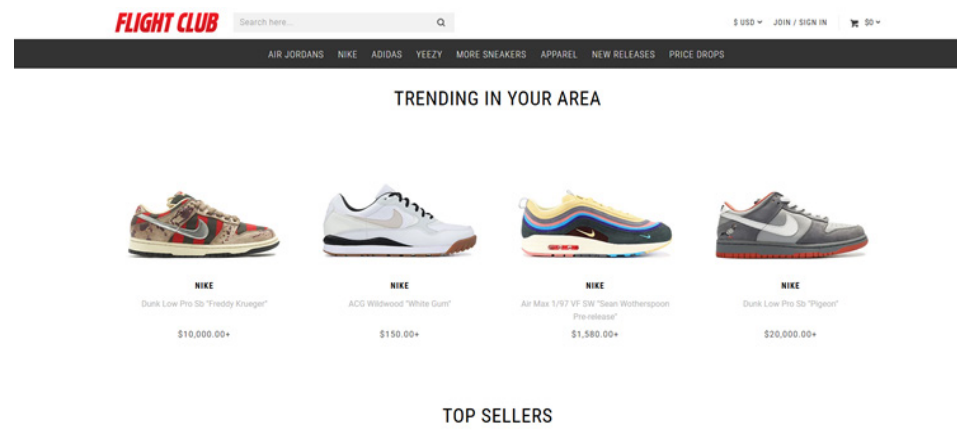 FLIGHT CLUB
Search here...
$ USD
JOIN / SIGN IN
$0
AIR JORDANS NIKE ADIDAS YEEZY MORE SNEAKERS APPAREL NEW RELEASES PRICE DROPS
TRENDING IN YOUR AREA
NIKE
Dunk Low Pro Sb "Freddy Krueger"
$10,000.00+
NIKE
ACG Wildwood "White Gum"
$150.00+
NIKE
Air Max 1/97 VF SW "Sean Wotherspoon
Pre-release"
$1,580.00+
NIKE
Dunk Low Pro Sb "Pigeon"
$20,000.00+
TOP SELLERS